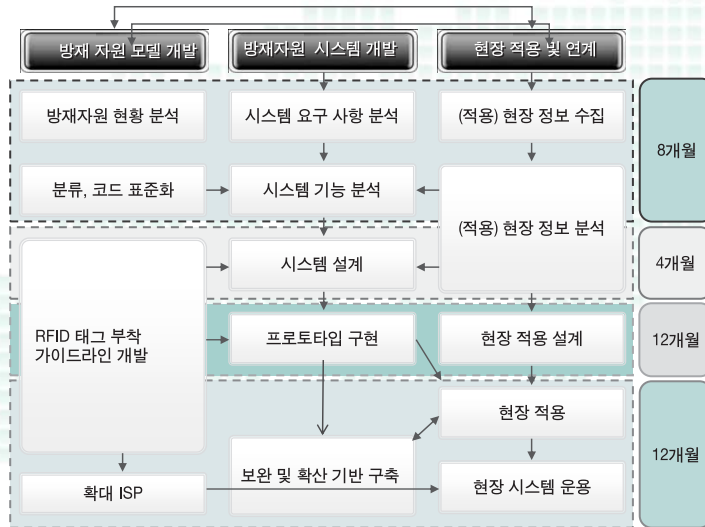 방재 자원 모델 개발
방재자원 시스템 개발
현장 적용 및 연계
방재자원 현황 분석
시스템 요구 사항 분석
(적용) 현장 정보 수집
8개월
분류, 코드 표준화
시스템 기능 분석
(적용) 현장 정보 분석
시스템 설계
4개월
RFID 태그 부착
가이드라인 개발
프로토타입 구현
현장 적용 설계
12개월
현장 적용
보완 및 확산 기반 구축
12개월
확대 ISP
현장 시스템 운용